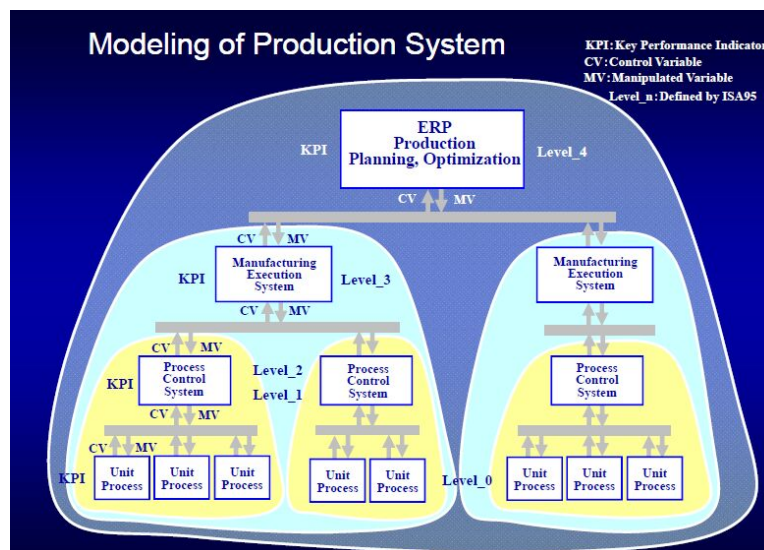 Modeling of Production System
KPI:Key Performance Indicator
CV:Control Variable
MV:Manipulated Variable
Level_n:Defined by ISA95
ERP
Production
Planning, Optimization
KPI
Level_4
CV
MV
CV
MV
KPI
Manufacturing
Execution
System
Level_3
Manufacturing
Execution
System
CV
MV
CV
MV
KPI
Process
Control
System
Level_2
Level_1
Process
Control
System
Process
Control
System
CV
MV
CV
MV
KPI
Unit
Process
Unit
Process
Unit
Process
Unit
Process
Unit
Process
Level_0
Unit
Process
Unit
Process
Unit
Process